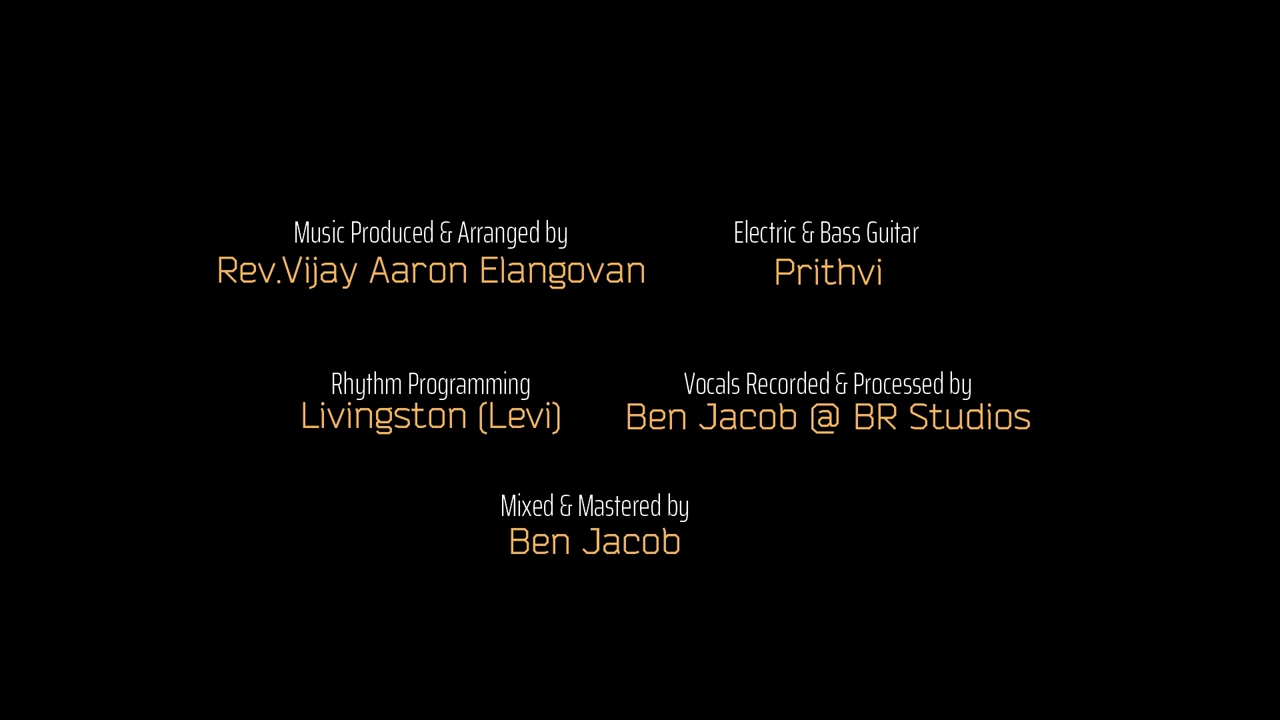 Music Produced & Arranged by
Rev.Vijay Aaron Elangovan
Electric & Bass Guitar
Prithvi
Rhythm Programming
Livingston (Levi)
Vocals Recorded & Processed by
Ben Jacob @ BR Studios
Mixed & Mastered by
Ben Jacob